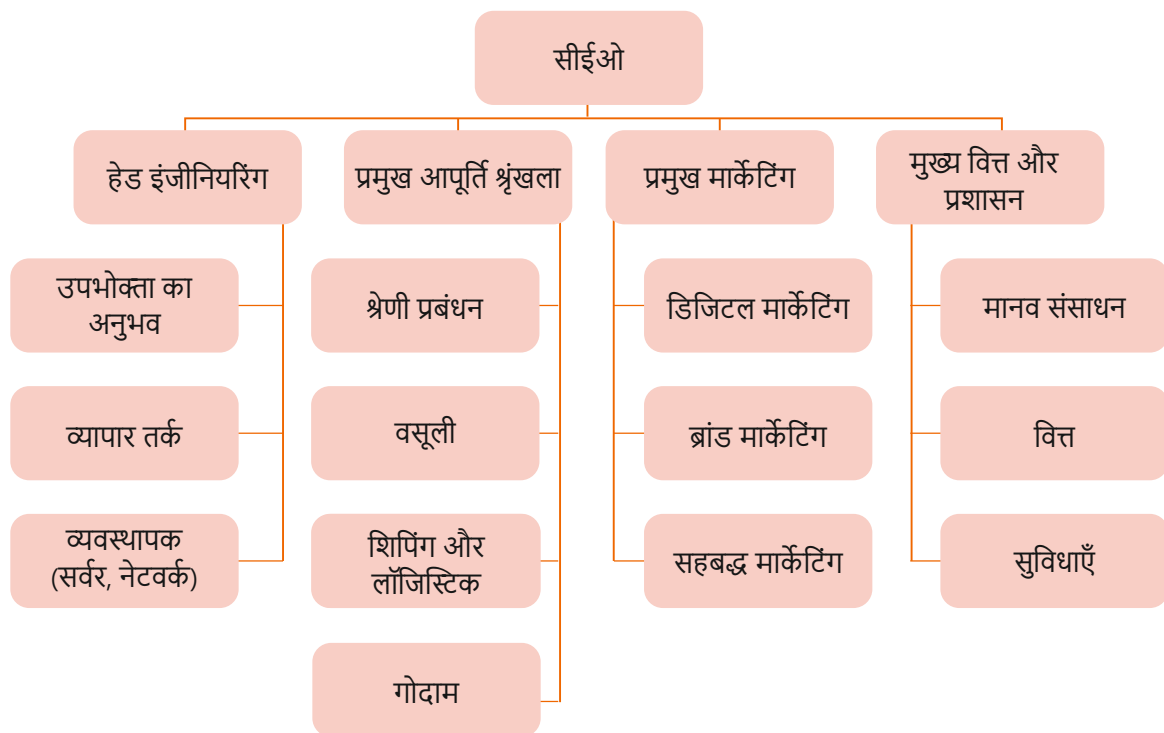 सीईओ
हेड इंजीनियरिंग
प्रमुख आपूर्ति श्रृंखला
प्रमुख मार्केटिंग
मुख्य वित्त और
प्रशासन
उपभोक्ता का
अनुभव
श्रेणी प्रबंधन
डिजिटल मार्केटिंग
मानव संसाधन
व्यापार तर्क
वसूली
ब्रांड मार्केटिंग
वित्त
व्यवस्थापक
(सर्वर, नेटवर्क)
शिपिंग और
लॉजिस्टिक
सहबद्ध मार्केटिंग
सुविधाएँ
गोदाम